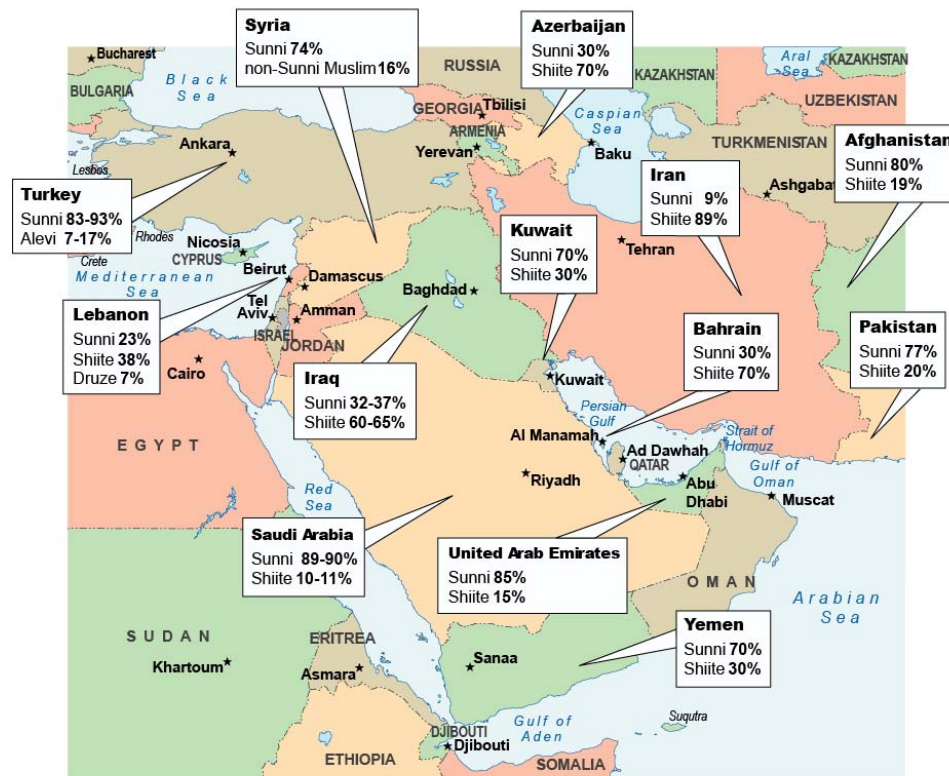 Syria
Sunni 74%
non-Sunni Muslim 16%
Azerbaijan
Sunni 30%
Shiite 70%
Bucharest
BULGARIA
Black
Sea
RUSSIA
GEORGIA
Tbilisi
ARMENIA
Yerevan
Caspian
Sea
Baku
KAZAKHSTAN
Aral
Sea
KAZAKHSTAN
UZBEKISTAN
TURKMENISTAN
Ashgabat
Afghanistan
Sunni 80%
Shiite 19%
Ankara
Lesbos
Turkey
Sunni 83-93%
Alevi 7-17%
Rhodes
Crete
Nicosia
CYPRUS
Mediterranean
Sea
Iran
Sunni 9%
Shiite 89%
Tehran
Kuwait
Sunni 70%
Shiite 30%
Beirut
Damascus
Baghdad
Tel
Aviv
Amman
ISRAEL
JORDAN
Lebanon
Sunni 23%
Shiite 38%
Druze 7%
Cairo
EGYPT
Iraq
Sunni 32-37%
Shiite 60-65%
Kuwait
Bahrain
Sunni 30%
Shiite 70%
Pakistan
Sunni 77%
Shiite 20%
Persian
Gulf
Al Manamah
Strait of
Hormuz
Ad Dawhah
QATAR
Abu
Dhabi
Gulf of
Oman
Muscat
Riyadh
Red
Sea
Saudi Arabia
Sunni 89-90%
Shiite 10-11%
United Arab Emirates
Sunni 85%
Shiite 15%
OMAN
Arabian
Sea
Yemen
Sunni 70%
Shiite 30%
SUDAN
Khartoum
ERITREA
Asmara
Sanaa
Suqutra
DJIBOUTI
Djibouti
Gulf of
Aden
ETHIOPIA
SOMALIA